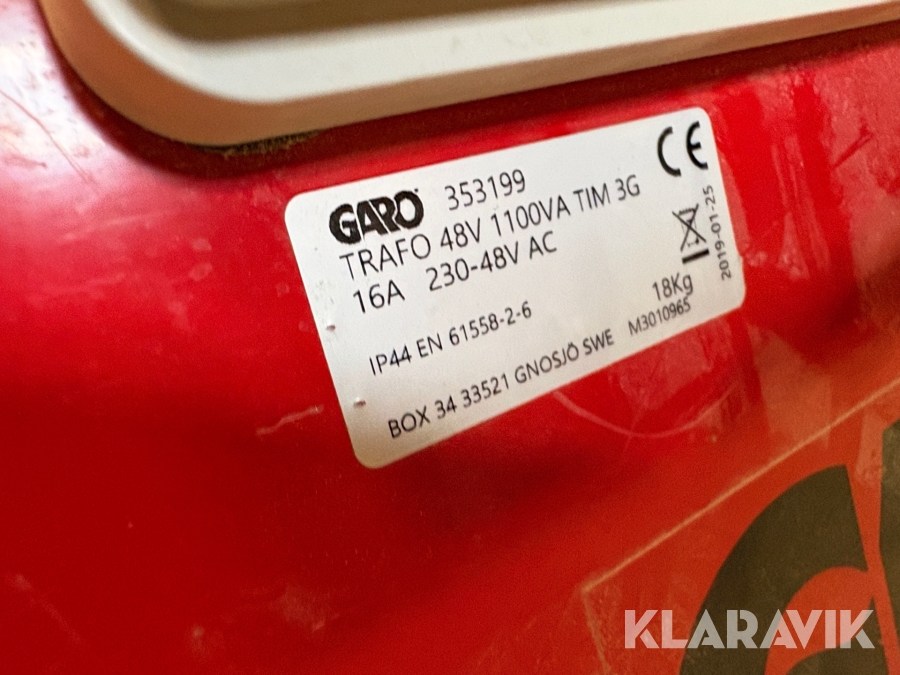 GARO 353199
TRAFO 48V 1100VA TIM 3G
16A 230-48V AC
18Kg
IP44 EN 61558-2-6
M3010965
BOX 34 33521 GNOSJÖ SWE
CE
2019-01-25
KLARAVIK